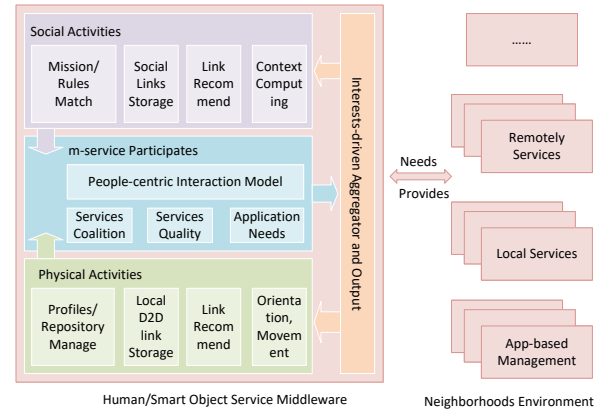 Social Activities
Mission/
Rules
Match
Social
Links
Storage
Link
Recom
mend
Context
Comput
ing
m-service Participates
People-centric Interaction Model
Services
Coalition
Services
Quality
Application
Needs
Physical Activities
Profiles/
Repository
Manage
Local
D2D
link
Storage
Link
Recom
mend
Orienta
tion,
Movem
ent
Interests-driven Aggregator and Output
Human/Smart Object Service Middleware
Needs
Provides
……
Remotely
Services
Local Services
App-based
Management
Neighborhoods Environment